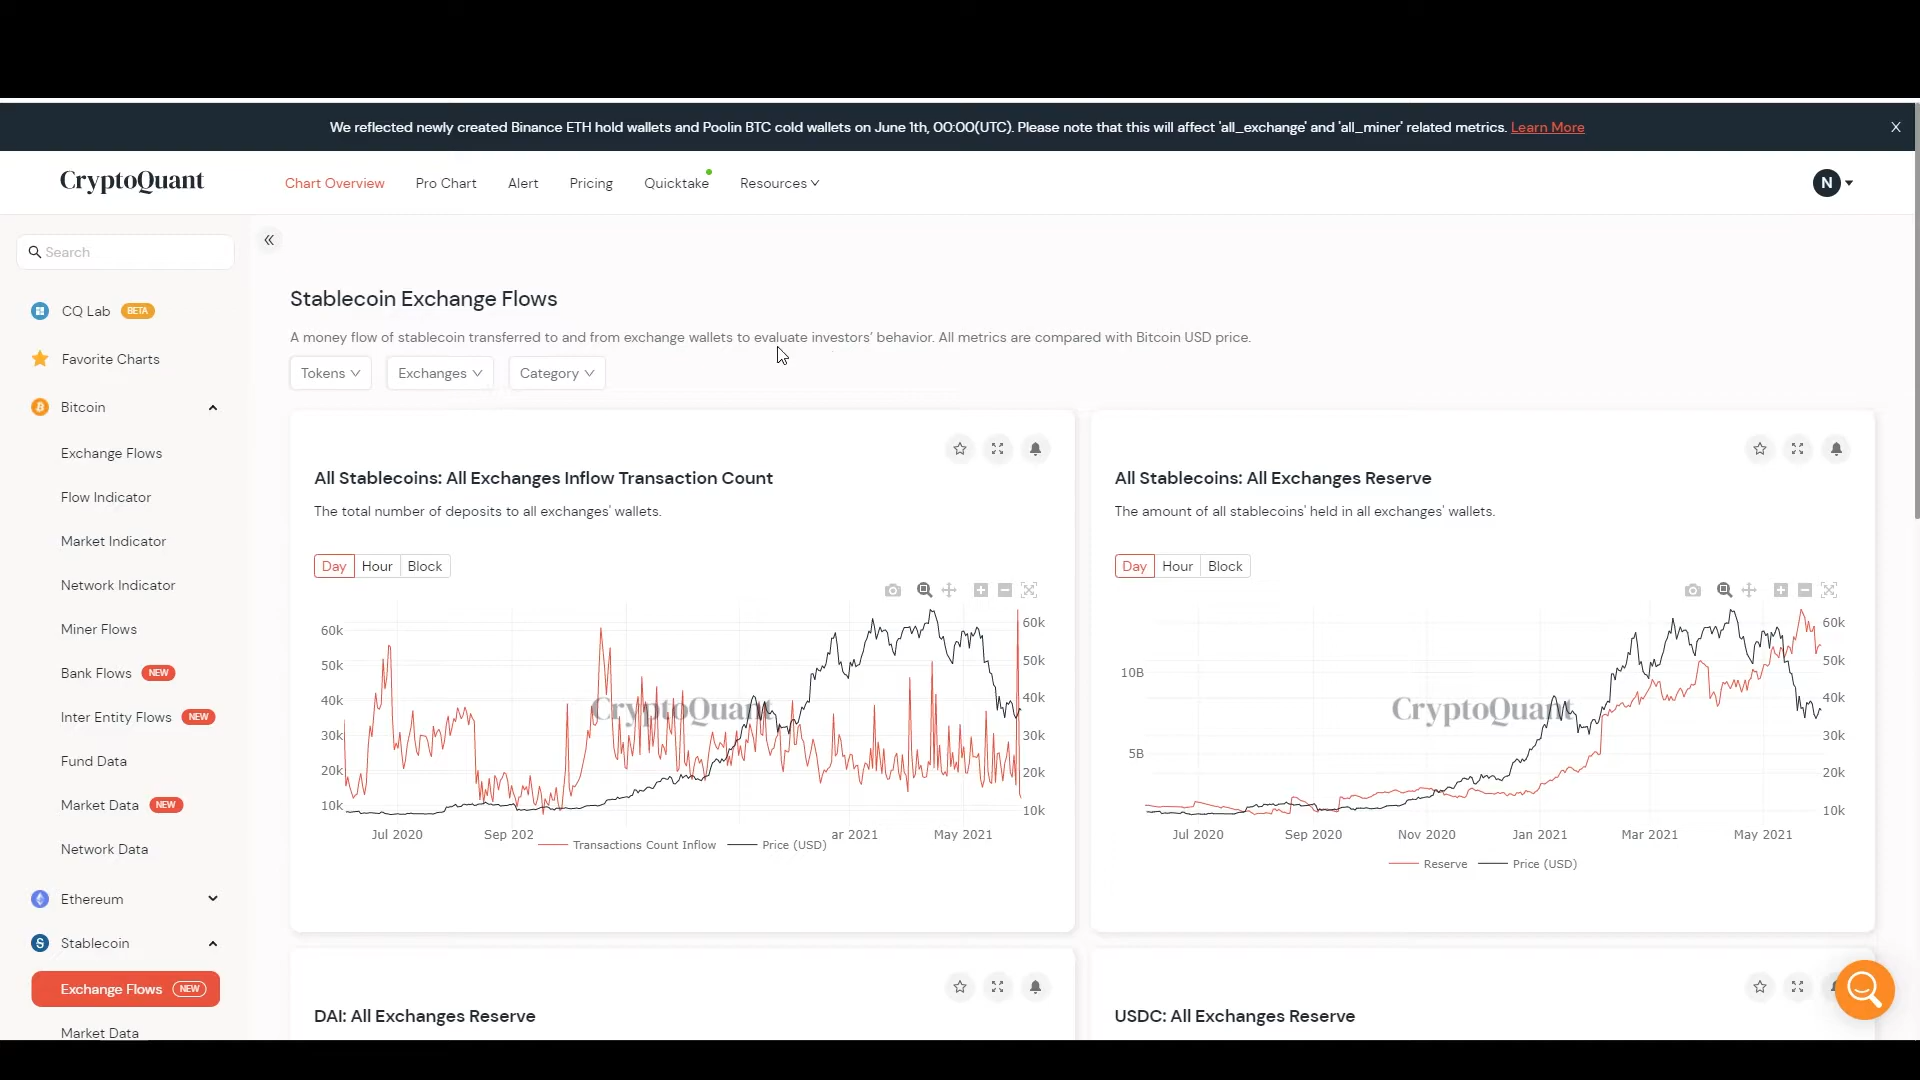 We reflected newly created Binance ETH hold wallets and Poolin BTC cold wallets on June 1th, 00:00(UTC). Please note that this will affect 'all_exchange' and 'all_miner' related metrics. Learn More
X
CryptoQuant
Chart Overview
Pro Chart
Alert
Pricing
Quicktake
Resources
N
Search
CQ Lab BETA
Favorite Charts
Bitcoin
Exchange Flows
Flow Indicator
Market Indicator
Network Indicator
Miner Flows
Bank Flows NEW
Inter Entity Flows NEW
Fund Data
Market Data NEW
Network Data
Ethereum
Stablecoin
Exchange Flows NEW
Market Data
Stablecoin Exchange Flows
A money flow of stablecoin transferred to and from exchange wallets to evaluate investors' behavior. All metrics are compared with Bitcoin USD price.
Tokens
Exchanges
Category
All Stablecoins: All Exchanges Inflow Transaction Count
The total number of deposits to all exchanges' wallets.
Day Hour Block
60k
50k
40k
30k
20k
10k
CryptoQuant
60k
50k
40k
30k
20k
10k
Jul 2020
Sep 202
ar 2021
May 2021
Transactions Count Inflow
Price (USD)
All Stablecoins: All Exchanges Reserve
The amount of all stablecoins' held in all exchanges' wallets.
Day Hour Block
10B
5B
CryptoQuant
60k
50k
40k
30k
20k
10k
Jul 2020
Sep 2020
Nov 2020
Jan 2021
Mar 2021
May 2021
Reserve
Price (USD)
DAI: All Exchanges Reserve
USDC: All Exchanges Reserve